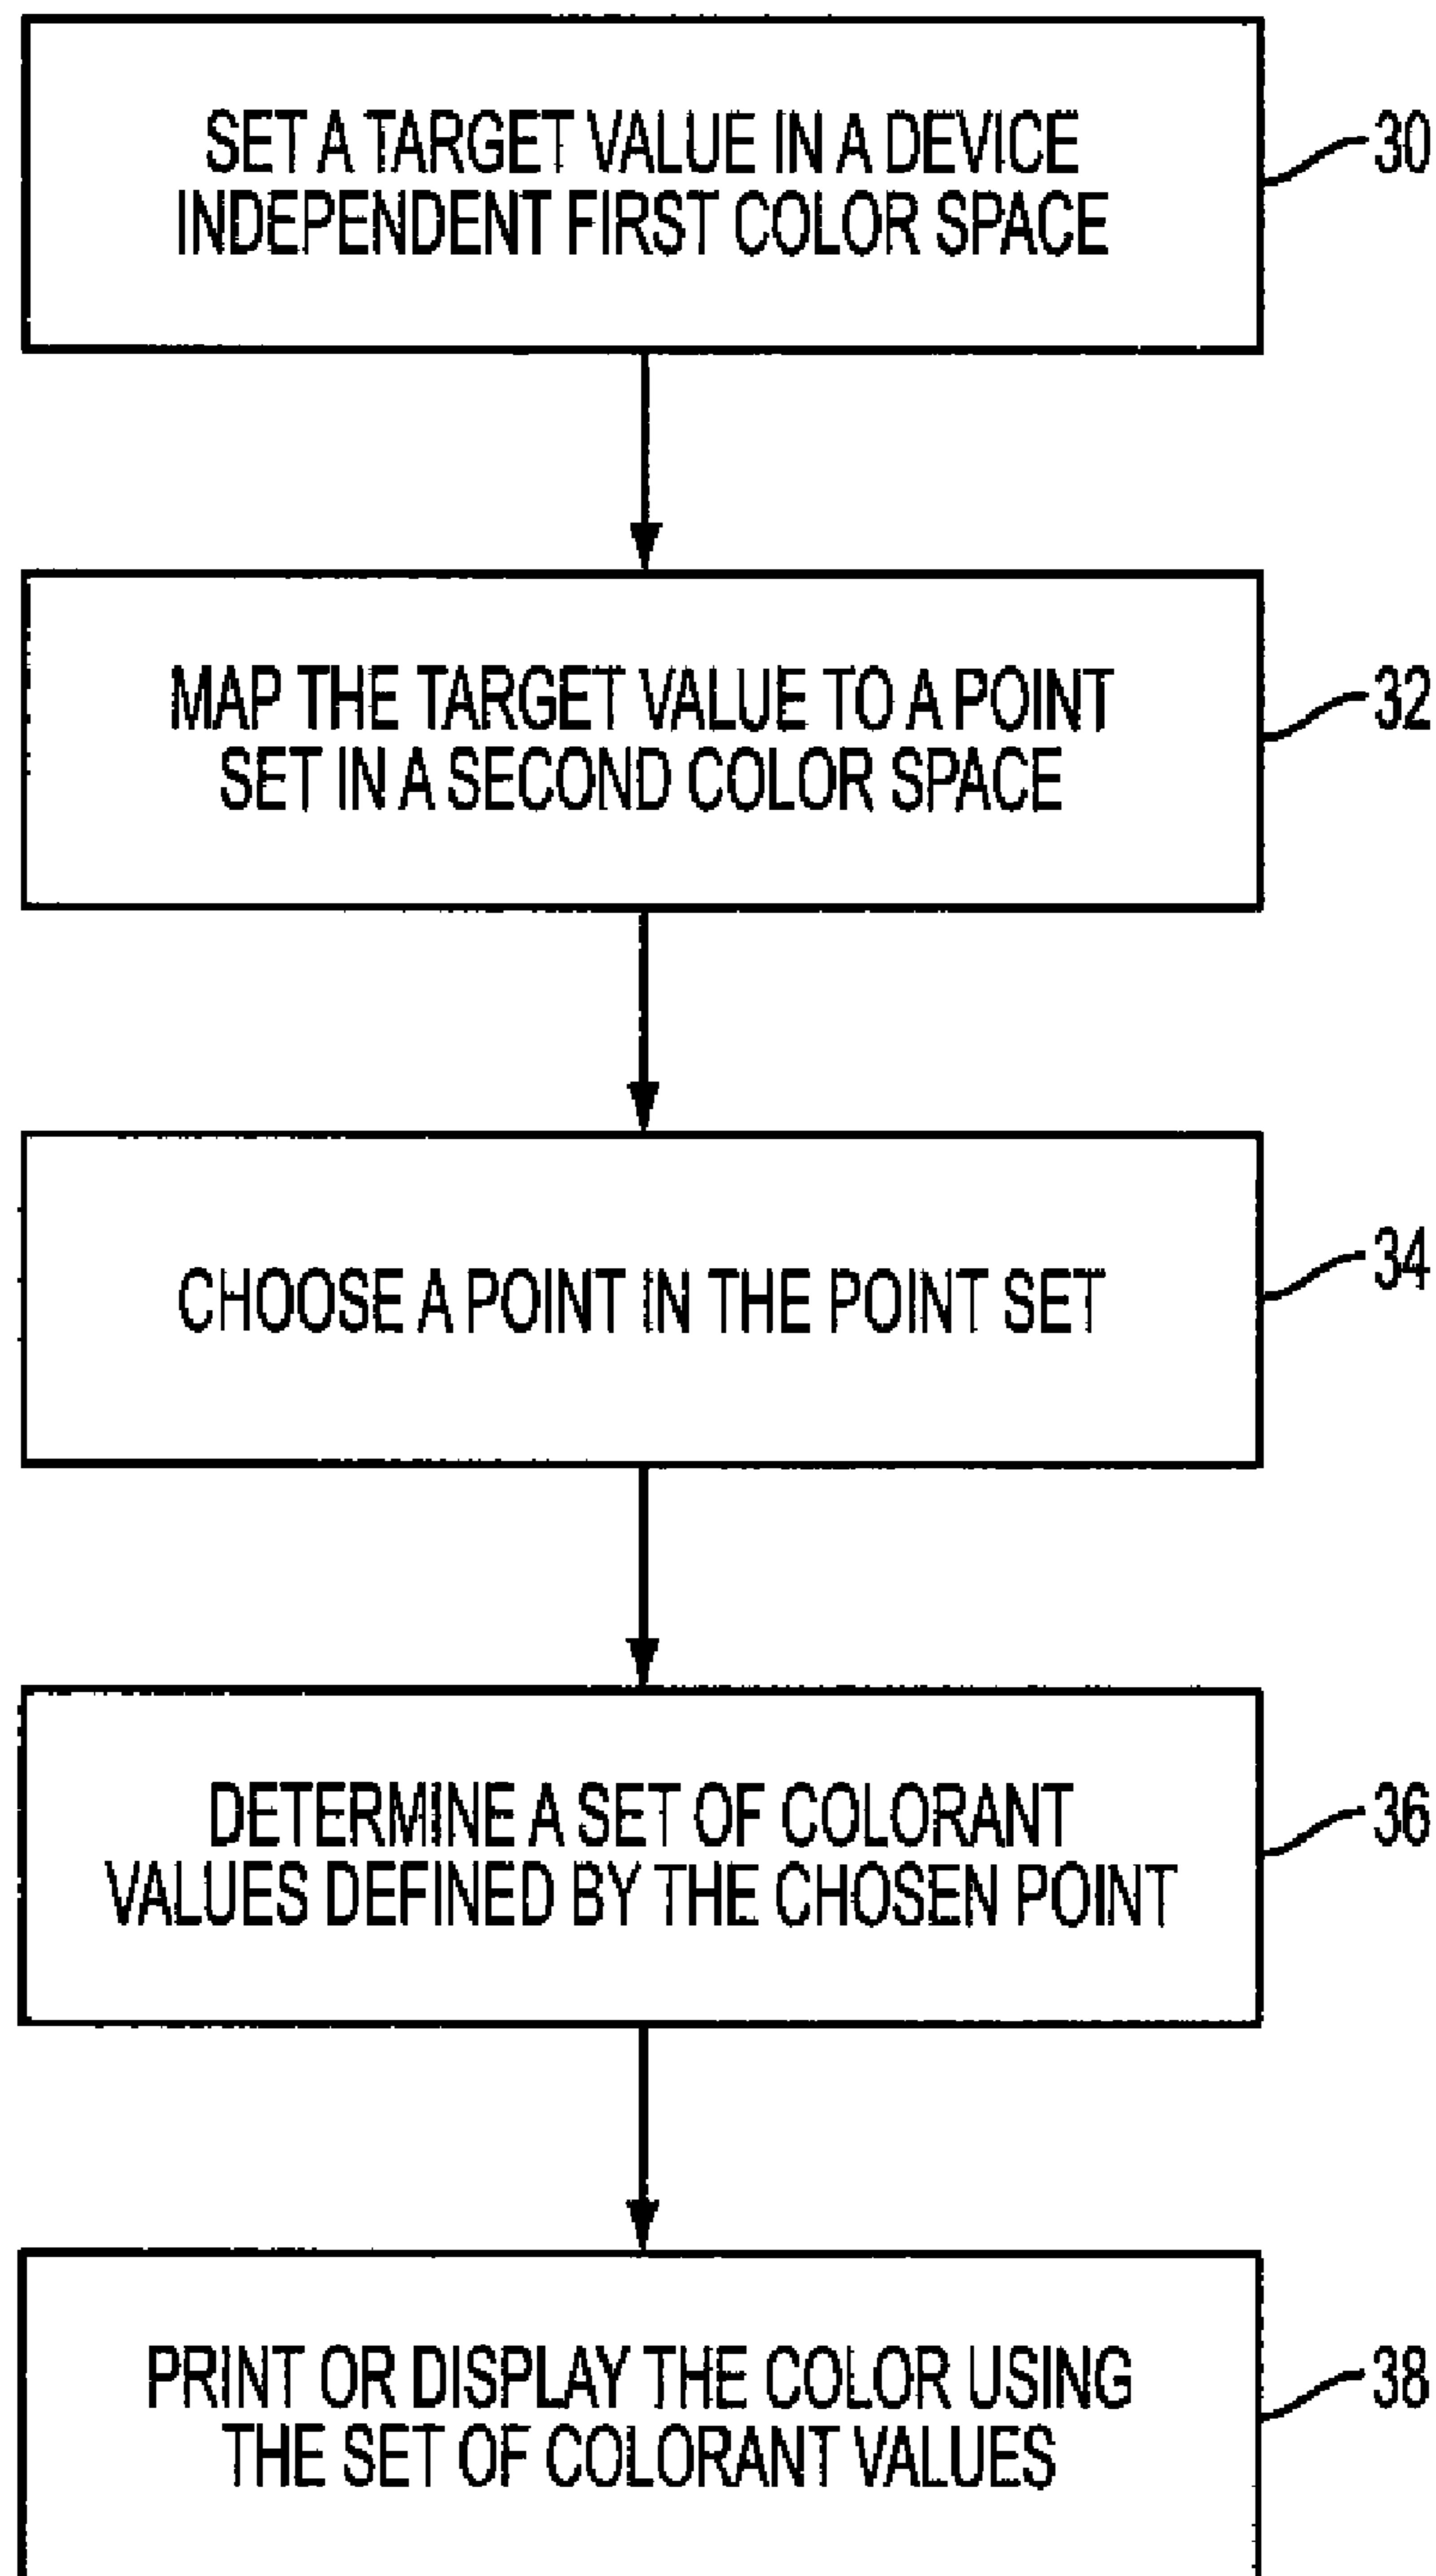 SET A TARGET VALUE IN A DEVICE
INDEPENDENT FIRST COLOR SPACE
30
MAP THE TARGET VALUE TO A POINT
SET IN A SECOND COLOR SPACE
32
CHOOSE A POINT IN THE POINT SET
34
DETERMINE A SET OF COLORANT
VALUES DEFINED BY THE CHOSEN POINT
36
PRINT OR DISPLAY THE COLOR USING
THE SET OF COLORANT VALUES
38